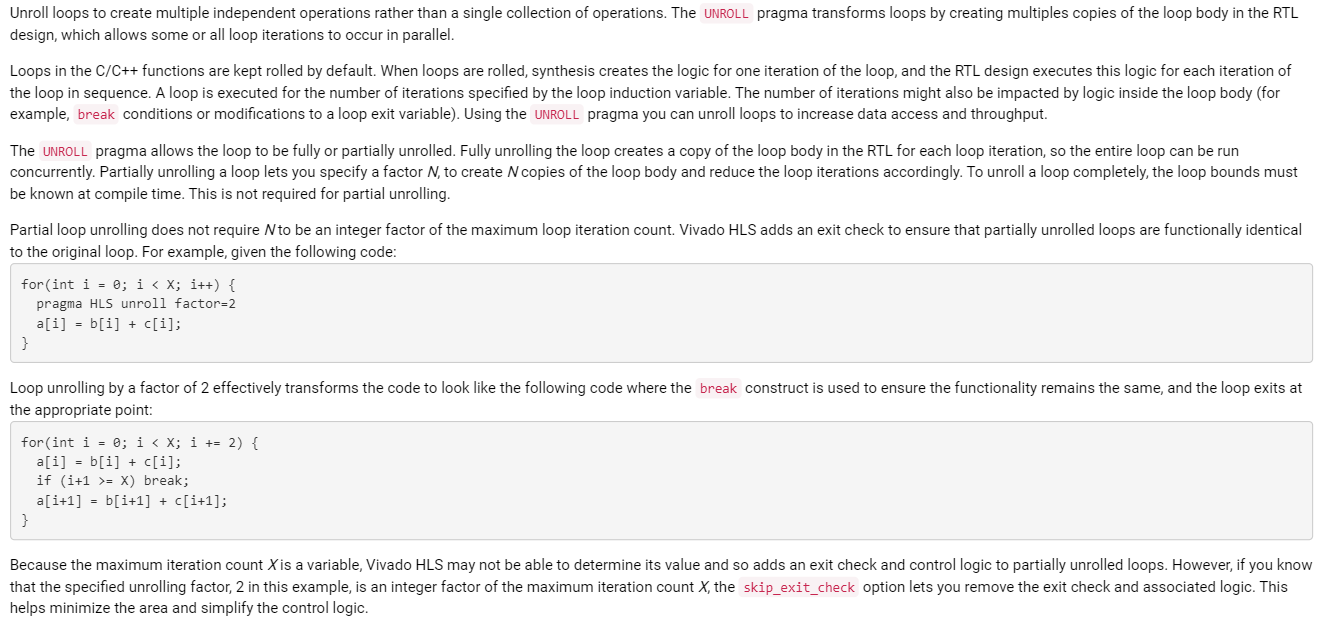 Unroll loops to create multiple independent operations rather than a single collection of operations. The UNROLL pragma transforms loops by creating multiples copies of the loop body in the RTL
design, which allows some or all loop iterations to occur in parallel.
Loops in the C/C++ functions are kept rolled by default. When loops are rolled, synthesis creates the logic for one iteration of the loop, and the RTL design executes this logic for each iteration of
the loop in sequence. A loop is executed for the number of iterations specified by the loop induction variable. The number of iterations might also be impacted by logic inside the loop body (for
example, break conditions or modifications to a loop exit variable). Using the UNROLL pragma you can unroll loops to increase data access and throughput.
The UNROLL pragma allows the loop to be fully or partially unrolled. Fully unrolling the loop creates a copy of the loop body in the RTL for each loop iteration, so the entire loop can be run
concurrently. Partially unrolling a loop lets you specify a factor N, to create N copies of the loop body and reduce the loop iterations accordingly. To unroll a loop completely, the loop bounds must
be known at compile time. This is not required for partial unrolling.
Partial loop unrolling does not require N to be an integer factor of the maximum loop iteration count. Vivado HLS adds an exit check to ensure that partially unrolled loops are functionally identical
to the original loop. For example, given the following code:
for(int i = 0; i < X; i++) {
  pragma HLS unroll factor=2
  a[i] = b[i] + c[i];
}
Loop unrolling by a factor of 2 effectively transforms the code to look like the following code where the break construct is used to ensure the functionality remains the same, and the loop exits at
the appropriate point:
for(int i = 0; i < X; i += 2) {
  a[i] = b[i] + c[i];
  if (i+1 >= X) break;
  a[i+1] = b[i+1] + c[i+1];
}
Because the maximum iteration count X is a variable, Vivado HLS may not be able to determine its value and so adds an exit check and control logic to partially unrolled loops. However, if you know
that the specified unrolling factor, 2 in this example, is an integer factor of the maximum iteration count X, the skip_exit_check option lets you remove the exit check and associated logic. This
helps minimize the area and simplify the control logic.